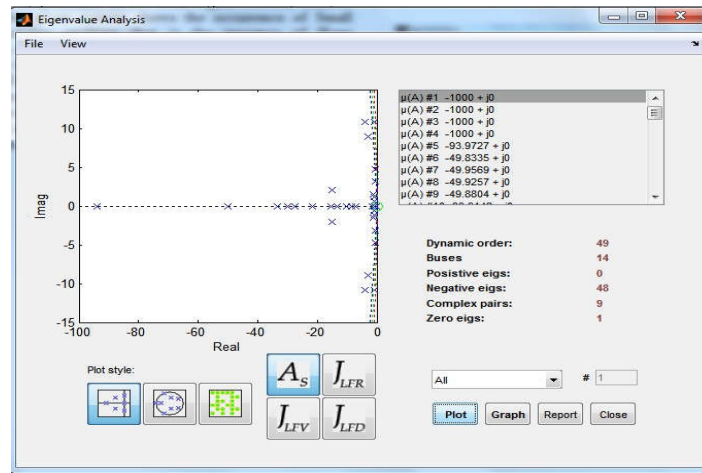 Eigenvalue Analysis
File View
15
10
5
0
-5
-10
-15
-100 -80 -60 -40 -20 0
Imag
Real
μ(A) #1 -1000 + j0
μ(A) #2 -1000 + j0
μ(A) #3 -1000 + j0
μ(A) #4 -1000 + j0
μ(A) #5 -93.9727 + j0
μ(A) #6 -49.8335 + j0
μ(A) #7 -49.9569 + j0
μ(A) #8 -49.9257 + j0
μ(A) #9 -49.8804 + j0
Dynamic order: 49
Buses 14
Posistive eigs: 0
Negative eigs: 48
Complex pairs: 9
Zero eigs: 1
Plot style:
A_S J_LFR
J_LFV J_LFD
All # 1
Plot Graph Report Close